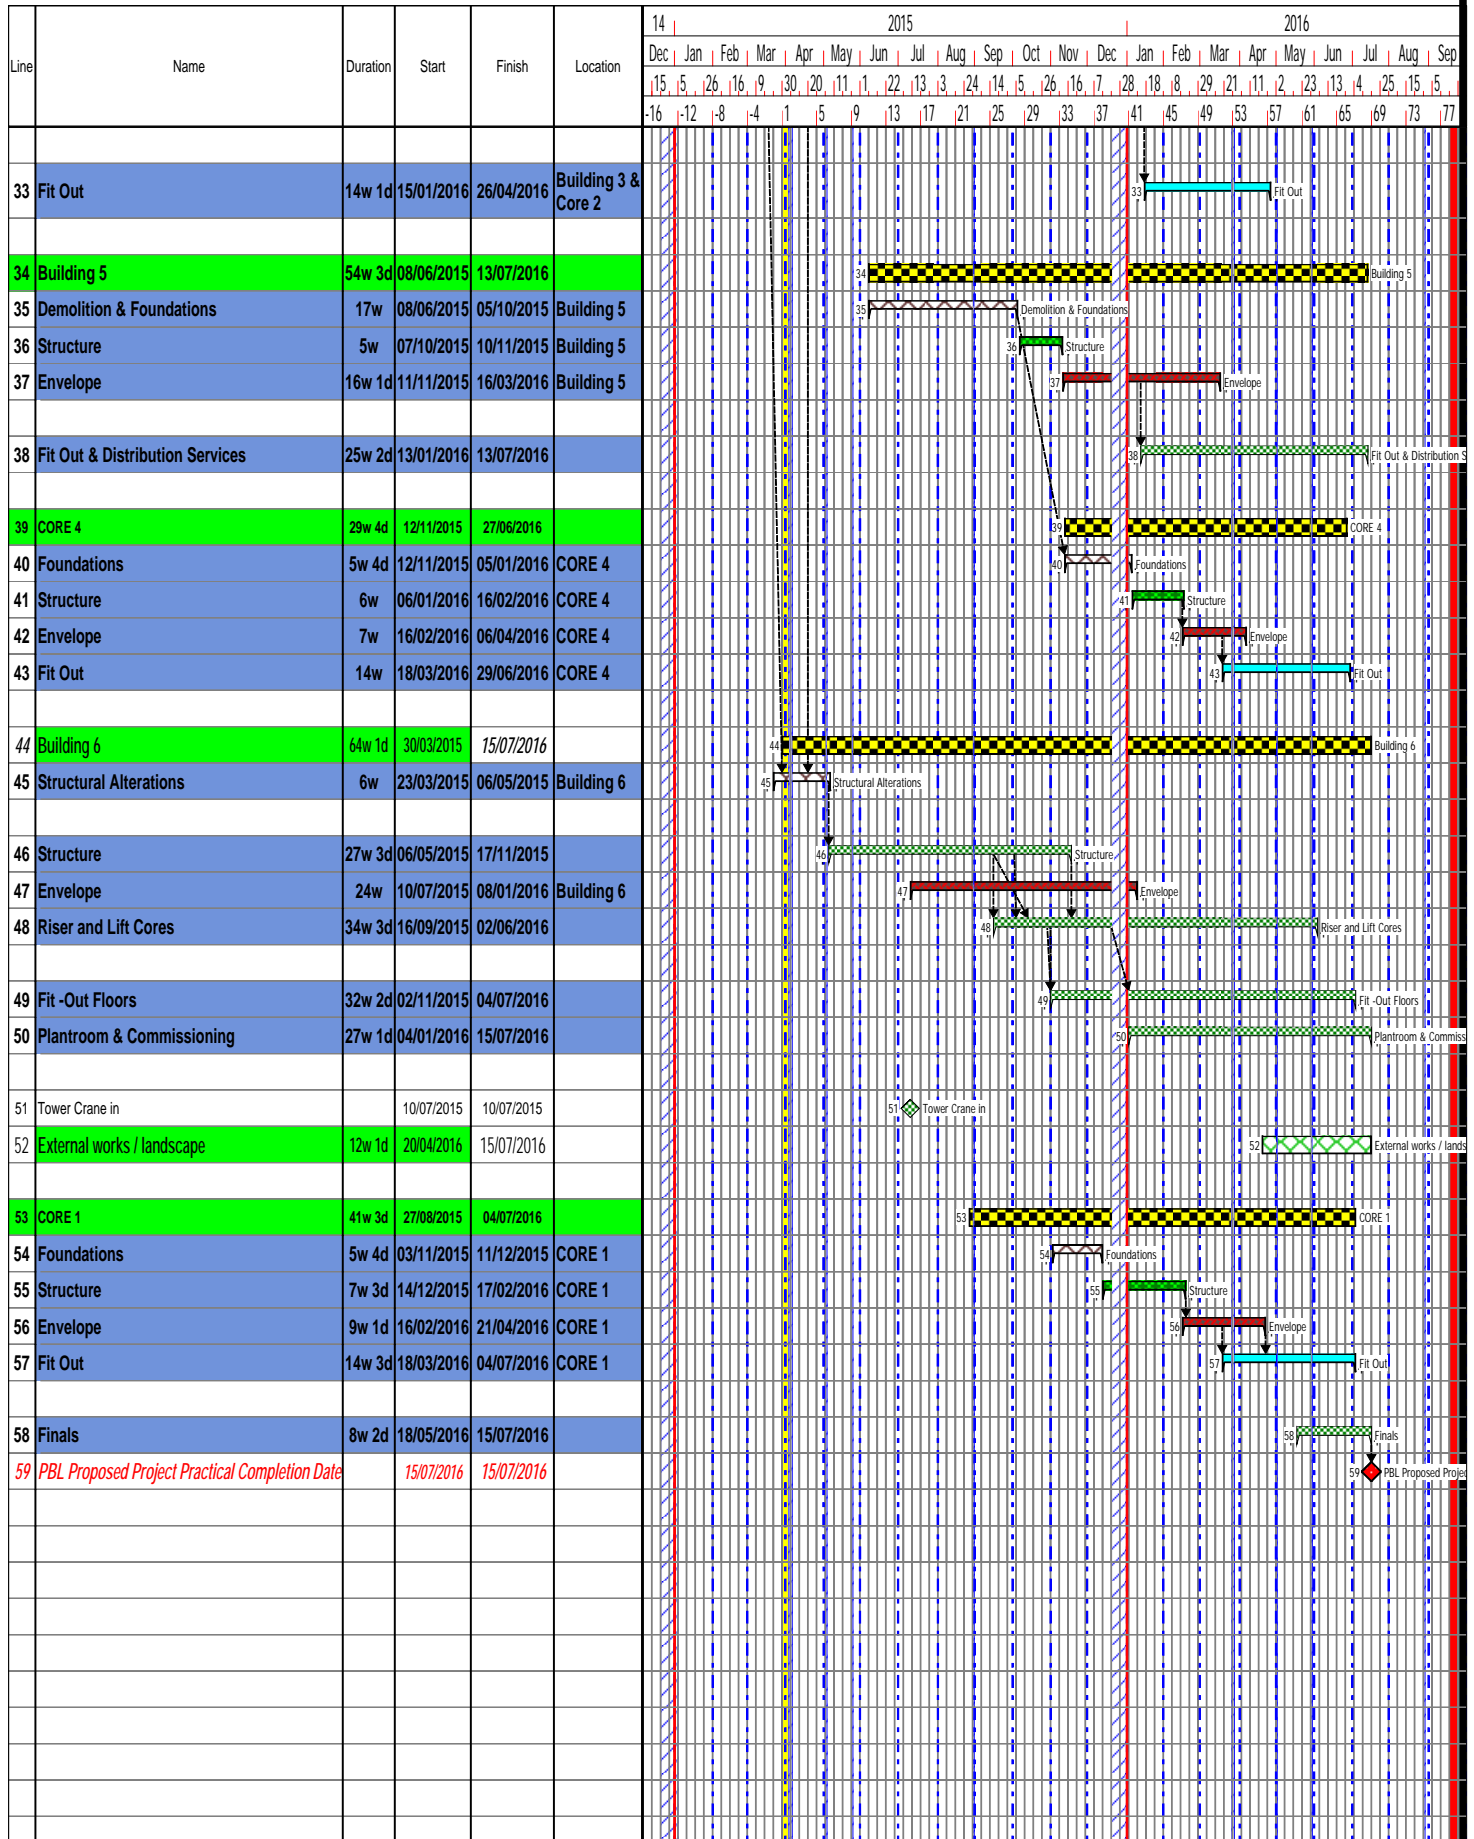 14 2015 2016
Line Name Duration Start Finish Location
Dec Jan Feb Mar Apr May Jun Jul Aug Sep Oct Nov Dec Jan Feb Mar Apr May Jun Jul Aug Sep
15 5 26 16 9 30 20 11 1 22 13 3 24 14 5 26 16 7 28 18 8 29 21 11 2 23 13 4 25 15 5
-16 -12 -8 -4 1 5 9 13 17 21 25 29 33 37 41 45 49 53 57 61 65 69 73 77
33 Fit Out 14w 1d 15/01/2016 26/04/2016 Building 3 &
Core 2
33 Fit Out
34 Building 5 54w 3d 08/06/2015 13/07/2016
34 Building 5
35 Demolition & Foundations 17w 08/06/2015 05/10/2015 Building 5
35 Demolition & Foundations
36 Structure 5w 07/10/2015 10/11/2015 Building 5
36 Structure
37 Envelope 16w 1d 11/11/2015 16/03/2016 Building 5
37 Envelope
38 Fit Out & Distribution Services 25w 2d 13/01/2016 13/07/2016
38 Fit Out & Distribution S
39 CORE 4 29w 4d 12/11/2015 27/06/2016
39 CORE 4
40 Foundations 5w 4d 12/11/2015 05/01/2016 CORE 4
40 Foundations
41 Structure 6w 06/01/2016 16/02/2016 CORE 4
41 Structure
42 Envelope 7w 16/02/2016 06/04/2016 CORE 4
42 Envelope
43 Fit Out 14w 18/03/2016 29/06/2016 CORE 4
43 Fit Out
44 Building 6 64w 1d 30/03/2015 15/07/2016
44 Building 6
45 Structural Alterations 6w 23/03/2015 06/05/2015 Building 6
45 Structural Alterations
46 Structure 27w 3d 06/05/2015 17/11/2015
46 Structure
47 Envelope 24w 10/07/2015 08/01/2016 Building 6
47 Envelope
48 Riser and Lift Cores 34w 3d 16/09/2015 02/06/2016
48 Riser and Lift Cores
49 Fit -Out Floors 32w 2d 02/11/2015 04/07/2016
49 Fit -Out Floors
50 Plantroom & Commissioning 27w 1d 04/01/2016 15/07/2016
50 Plantroom & Commiss
51 Tower Crane in 10/07/2015 10/07/2015
51 Tower Crane in
52 External works / landscape 12w 1d 20/04/2016 15/07/2016
52 External works / lands
53 CORE 1 41w 3d 27/08/2015 04/07/2016
53 CORE 1
54 Foundations 5w 4d 03/11/2015 11/12/2015 CORE 1
54 Foundations
55 Structure 7w 3d 14/12/2015 17/02/2016 CORE 1
55 Structure
56 Envelope 9w 1d 16/02/2016 21/04/2016 CORE 1
56 Envelope
57 Fit Out 14w 3d 18/03/2016 04/07/2016 CORE 1
57 Fit Out
58 Finals 8w 2d 18/05/2016 15/07/2016
58 Finals
59 PBL Proposed Project Practical Completion Date 15/07/2016 15/07/2016
59 PBL Proposed Projec